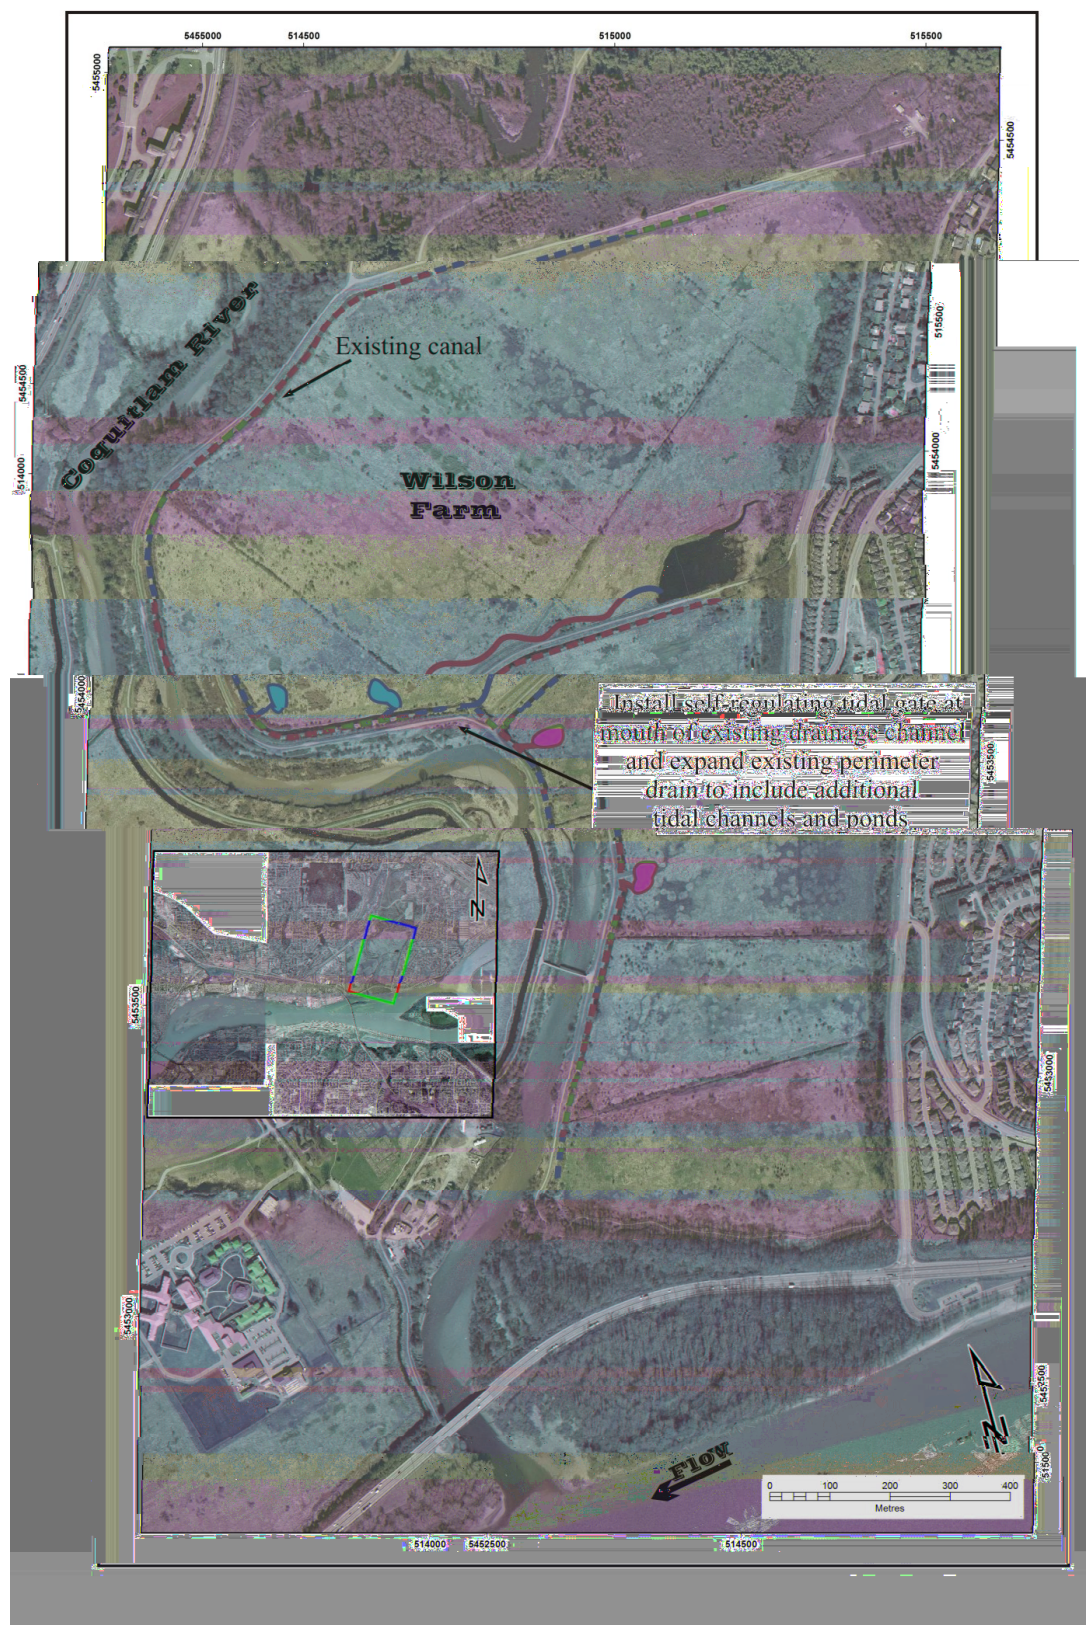 5455000
514500
515000
515500
5455000
5454500
Coquitlam River
Existing canal
515500
5454500
514000
5454000
Wilson
Farm
5454000
Install self-regulating tidal gate at
mouth of existing drainage channel
and expand existing perimeter
drain to include additional
tidal channels and ponds
5453500
N
5453500
5453000
5453000
5452500
N
Flow
0 100 200 300 400
Metres
514000
5452500
514500